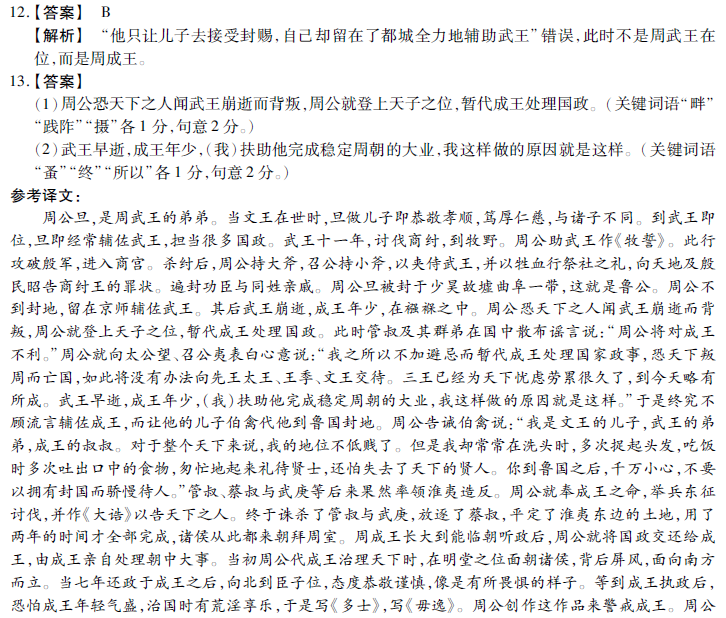 12.【答案】 B
【解析】 “他只让儿子去接受封赐,自己却留在了都城全力地辅助武王”错误,此时不是周武王在
位,而是周成王。
13.【答案】
(1)周公恐天下之人闻武王崩逝而背叛,周公就登上天子之位,暂代成王处理国政。(关键词语“畔”
“践阼”“摄”各1分,句意2分。)
(2)武王早逝,成王年少,(我)扶助他完成稳定周朝的大业,我这样做的原因就是这样。(关键词语
“蚤”“终”“所以”各1分,句意2分。)
参考译文:
周公旦,是周武王的弟弟。当文王在世时,旦做儿子即恭敬孝顺,笃厚仁慈,与诸子不同。到武王即
位,旦即经常辅佐武王,担当很多国政。武王十一年,讨伐商纣,到牧野。周公助武王作《牧誓》。此行
攻破殷军,进入商宫。杀纣后,周公持大斧,召公持小斧,以夹侍武王,并以牲血行祭社之礼,向天地及殷
民昭告商纣王的罪状。遍封功臣与同姓亲戚。周公旦被封于少昊故墟曲阜一带,这就是鲁公。周公不
到封地,留在京师辅佐武王。其后武王崩逝,成王年少,在襁褓之中。周公恐天下之人闻武王崩逝而背
叛,周公就登上天子之位,暂代成王处理国政。此时管叔及其群弟在国中散布谣言说:“周公将对成王
不利。”周公就向太公望、召公奭表白心意说:“我之所以不加避忌而暂代成王处理国家政事,恐天下叛
周而亡国,如此将没有办法向先王太王、王季、文王交待。三王已经为天下忧虑劳累很久了,到今天略有
所成。武王早逝,成王年少,(我)扶助他完成稳定周朝的大业,我这样做的原因就是这样。”于是终究不
顾流言辅佐成王,而让他的儿子伯禽代他到鲁国封地。周公告诫伯禽说:“我是文王的儿子,武王的弟
弟,成王的叔叔。对于整个天下来说,我的地位不低贱了。但是我却常常在洗头时,多次捉起头发,吃饭
时多次吐出口中的食物,匆忙地起来礼待贤士,还怕失去了天下的贤人。你到鲁国之后,千万小心,不要
以拥有封国而骄慢待人。”管叔、蔡叔与武庚等后来果然率领淮夷造反。周公就奉成王之命,举兵东征
讨伐,并作《大诰》以告天下之人。终于诛杀了管叔与武庚,放逐了蔡叔,平定了淮夷东边的土地,用了
两年的时间才全部完成,诸侯从此都来朝拜周室。周成王长大到能临朝听政后,周公就将国政交还给成
王,由成王亲自处理朝中大事。当初周公代成王治理天下时,在明堂之位面朝诸侯,背后屏风,面向南方
而立。当七年还政于成王之后,向北到臣子位,态度恭敬谨慎,像是有所畏惧的样子。等到成王执政后,
恐怕成王年轻气盛,治国时有荒淫享乐,于是写《多士》,写《毋逸》。周公创作这作品来警戒成王。周公